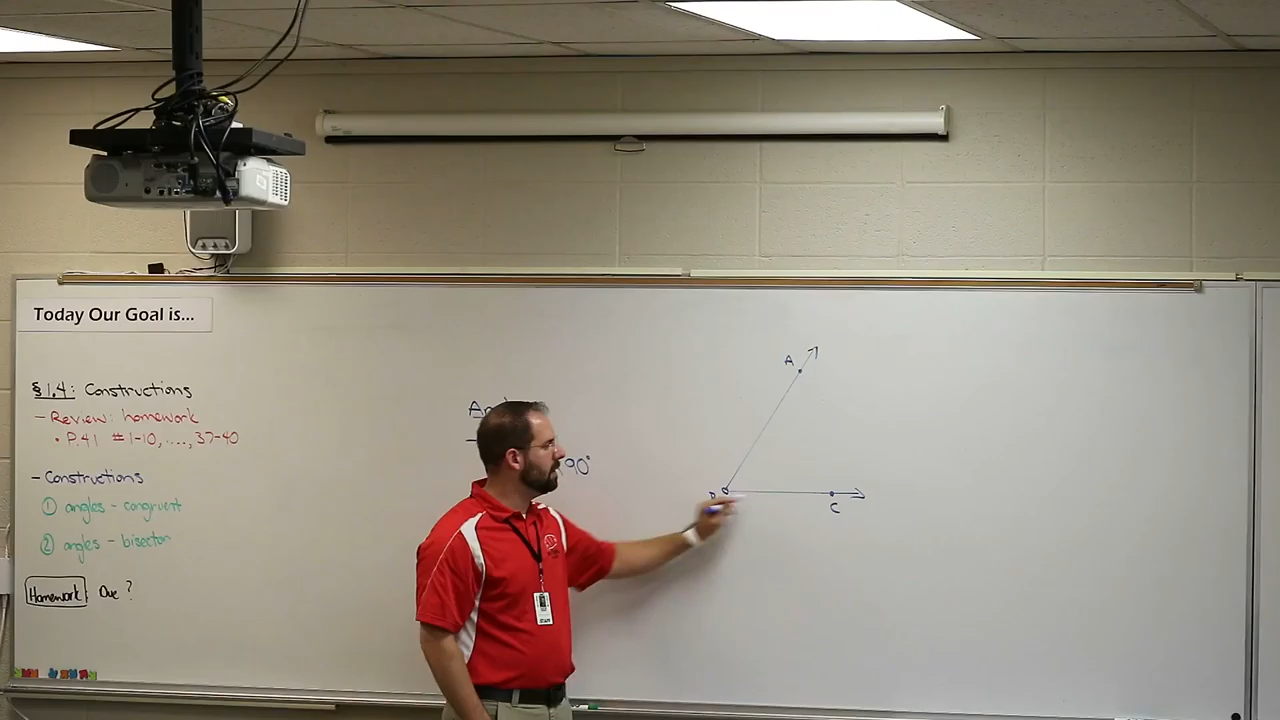 Today Our Goal is...
§1.4: Constructions
- Review: homework
• P.41 #1-10, ...., 37-40
- Constructions
① angles - congruent
② angles - bisector
Homework Due?
90°
A
C